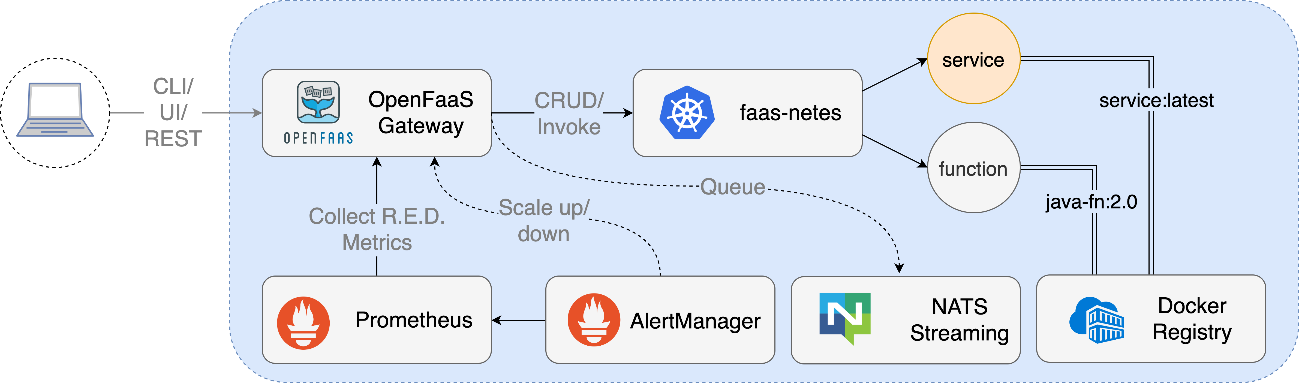 CLI/
UI/
REST
OPENFAAS
OpenFaaS
Gateway
CRUD/
Invoke
faas-netes
service
function
service:latest
java-fn:2.0
Queue
Scale up/
down
Collect R.E.D.
Metrics
Prometheus
AlertManager
N
NATS
Streaming
Docker
Registry